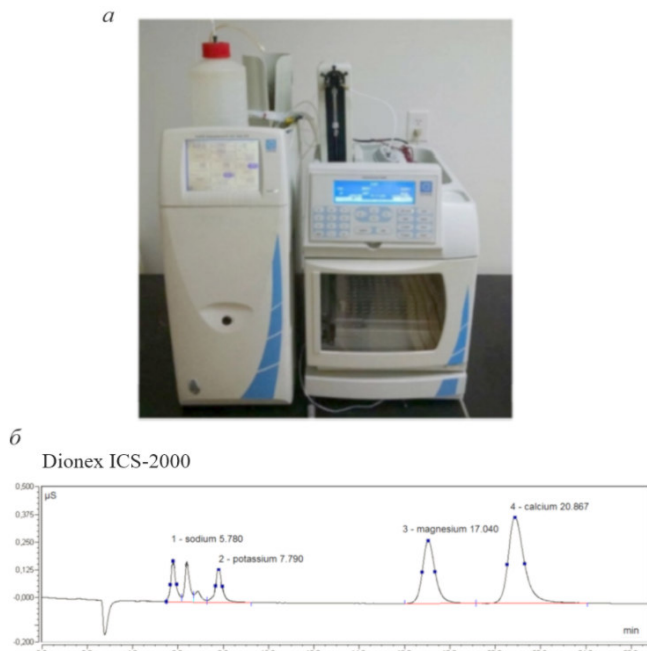 а
б
Dionex ICS-2000
0,500
µS
0,375
0,250
0,125
-0,000
-0,200
1 - sodium 5.780
2 - potassium 7.790
3 - magnesium 17.040
4 - calcium 20.867
min